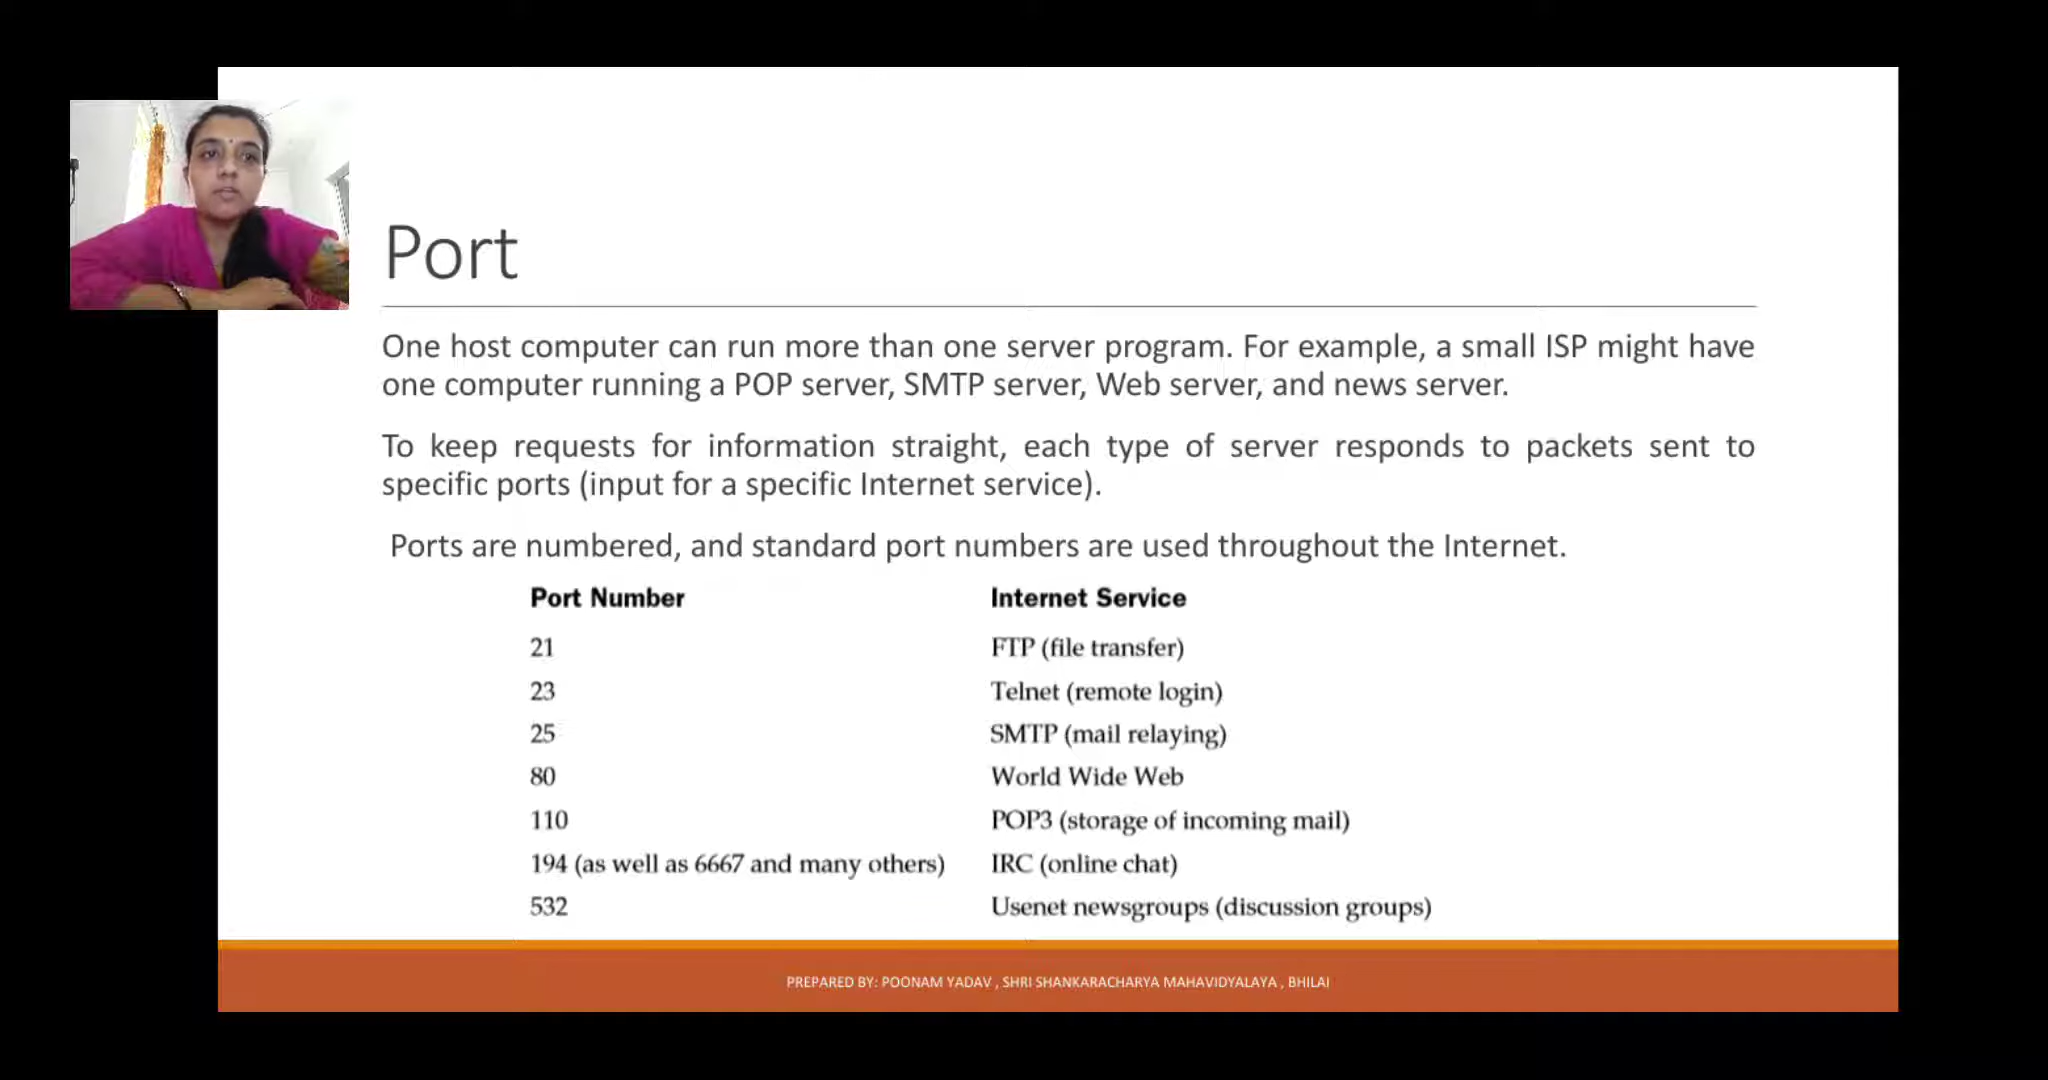 Port
One host computer can run more than one server program. For example, a small ISP might have
one computer running a POP server, SMTP server, Web server, and news server.
To keep requests for information straight, each type of server responds to packets sent to
specific ports (input for a specific Internet service).
Ports are numbered, and standard port numbers are used throughout the Internet.
Port Number Internet Service
21 FTP (file transfer)
23 Telnet (remote login)
25 SMTP (mail relaying)
80 World Wide Web
110 POP3 (storage of incoming mail)
194 (as well as 6667 and many others) IRC (online chat)
532 Usenet newsgroups (discussion groups)
PREPARED BY: POONAM YADAV , SHRI SHANKARACHARYA MAHAVIDYALAYA , BHILAI